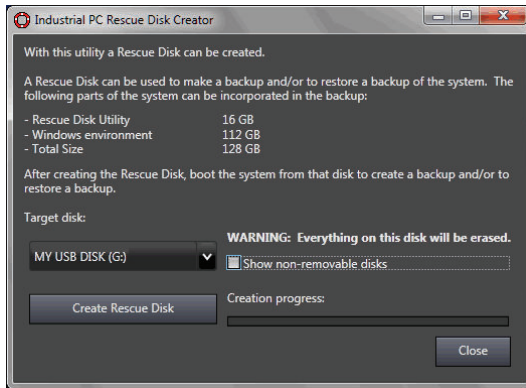 Industrial PC Rescue Disk Creator
With this utility a Rescue Disk can be created.
A Rescue Disk can be used to make a backup and/or to restore a backup of the system. The
following parts of the system can be incorporated in the backup:
- Rescue Disk Utility 16 GB
- Windows environment 112 GB
- Total Size 128 GB
After creating the Rescue Disk, boot the system from that disk to create a backup and/or to
restore a backup.
Target disk:
WARNING: Everything on this disk will be erased.
MY USB DISK (G:)
Show non-removable disks
Create Rescue Disk
Creation progress:
Close